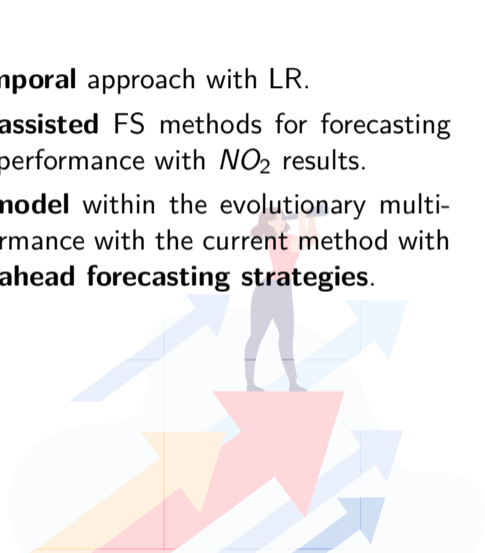 mporal approach with LR.
assisted FS methods for forecasting
performance with NO₂ results.
model within the evolutionary multi-
rmance with the current method with
ahead forecasting strategies.